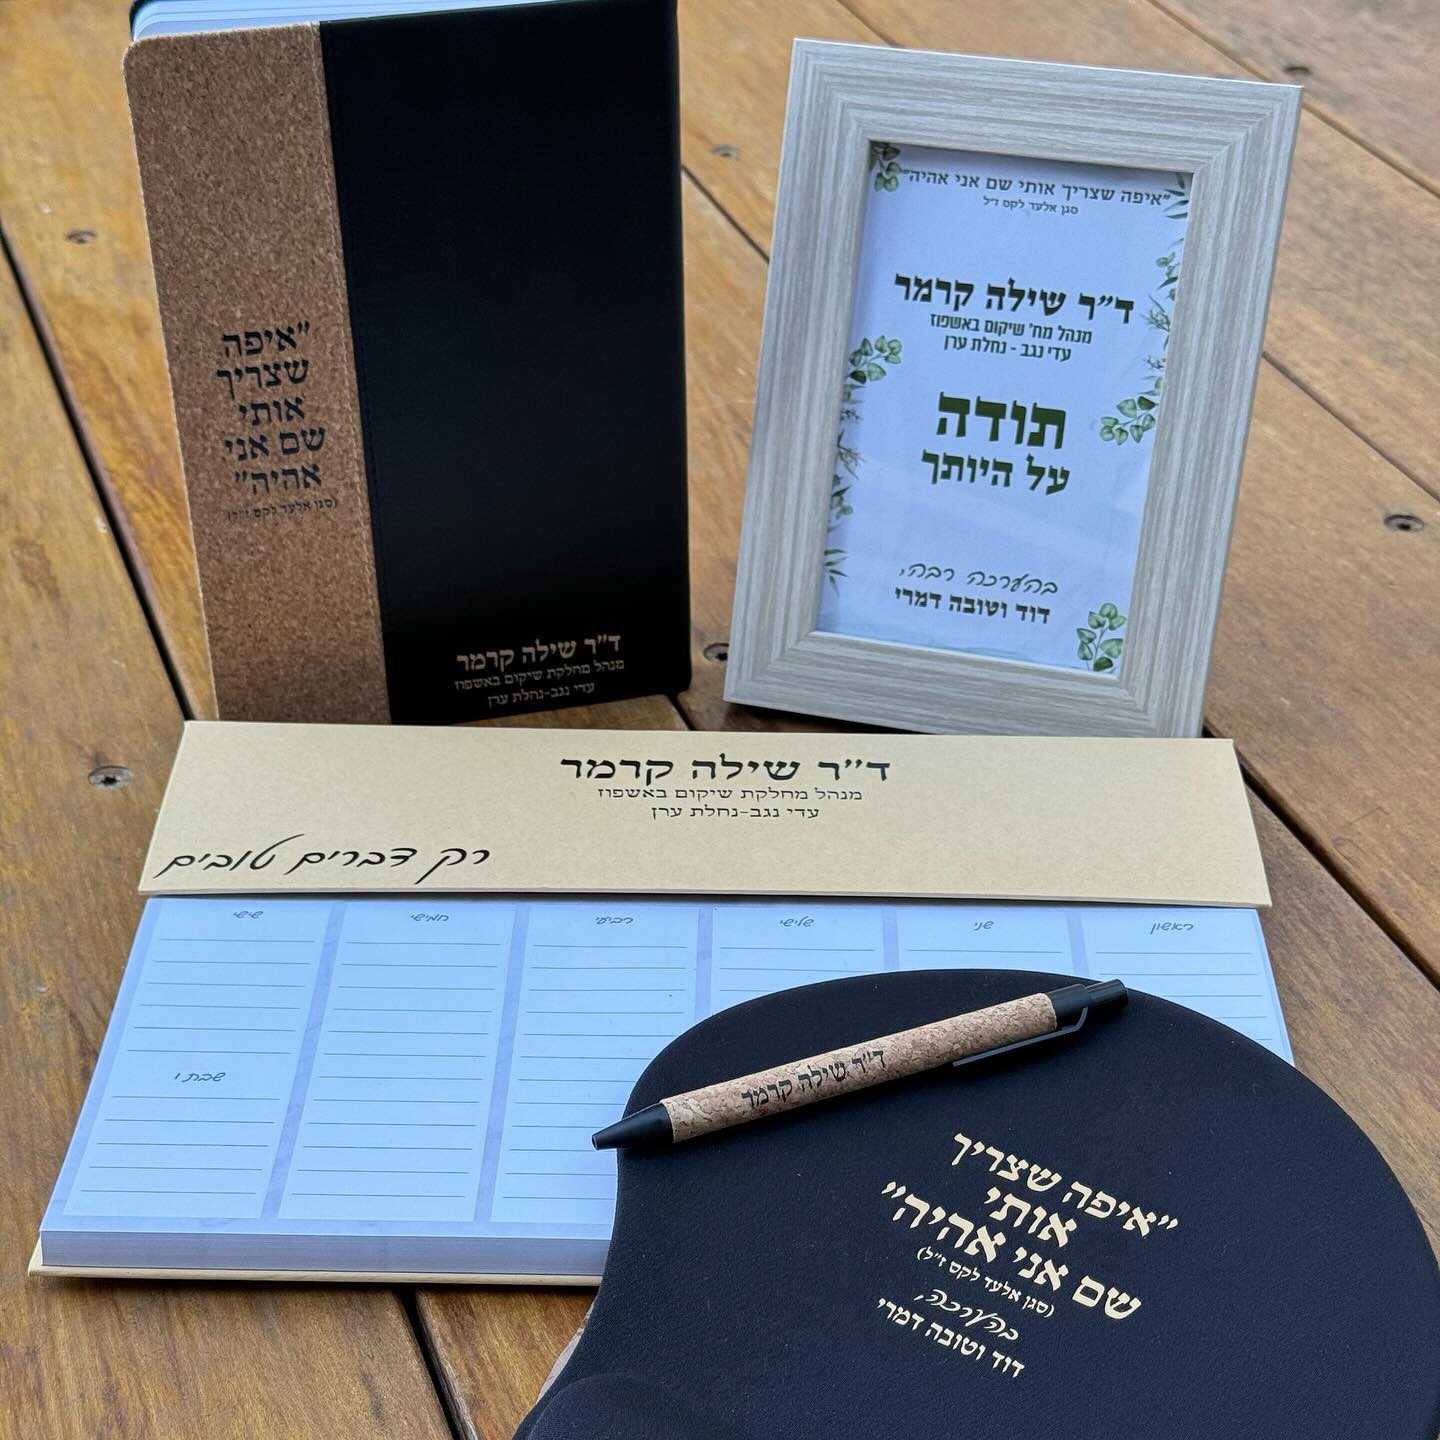 "איפה
שצריך
אותי
שם אני
אהיה"
(סגן אלעד לקס ז"ל)
ד"ר שילה קרמר
מנהל מחלקת שיקום באשפוז
עדי נגב-נחלת ערן
"איפה שצריך אותי שם אני אהיה"
סגן אלעד לקס ז"ל
ד"ר שילה קרמר
מנהל מח' שיקום באשפוז
עדי נגב - נחלת ערן
תודה
על היותך
בהערכה רבה,
דוד וטובה דמרי
ד"ר שילה קרמר
מנהל מחלקת שיקום באשפוז
עדי נגב-נחלת ערן
רק דברים טובים
ראשון
שני
שלישי
רביעי
חמישי
שישי
שבת
ד"ר שילה קרמר
"איפה שצריך
אותי
שם אני אהיה"
(סגן אלעד לקס ז"ל)
בהערכה,
דוד וטובה דמרי